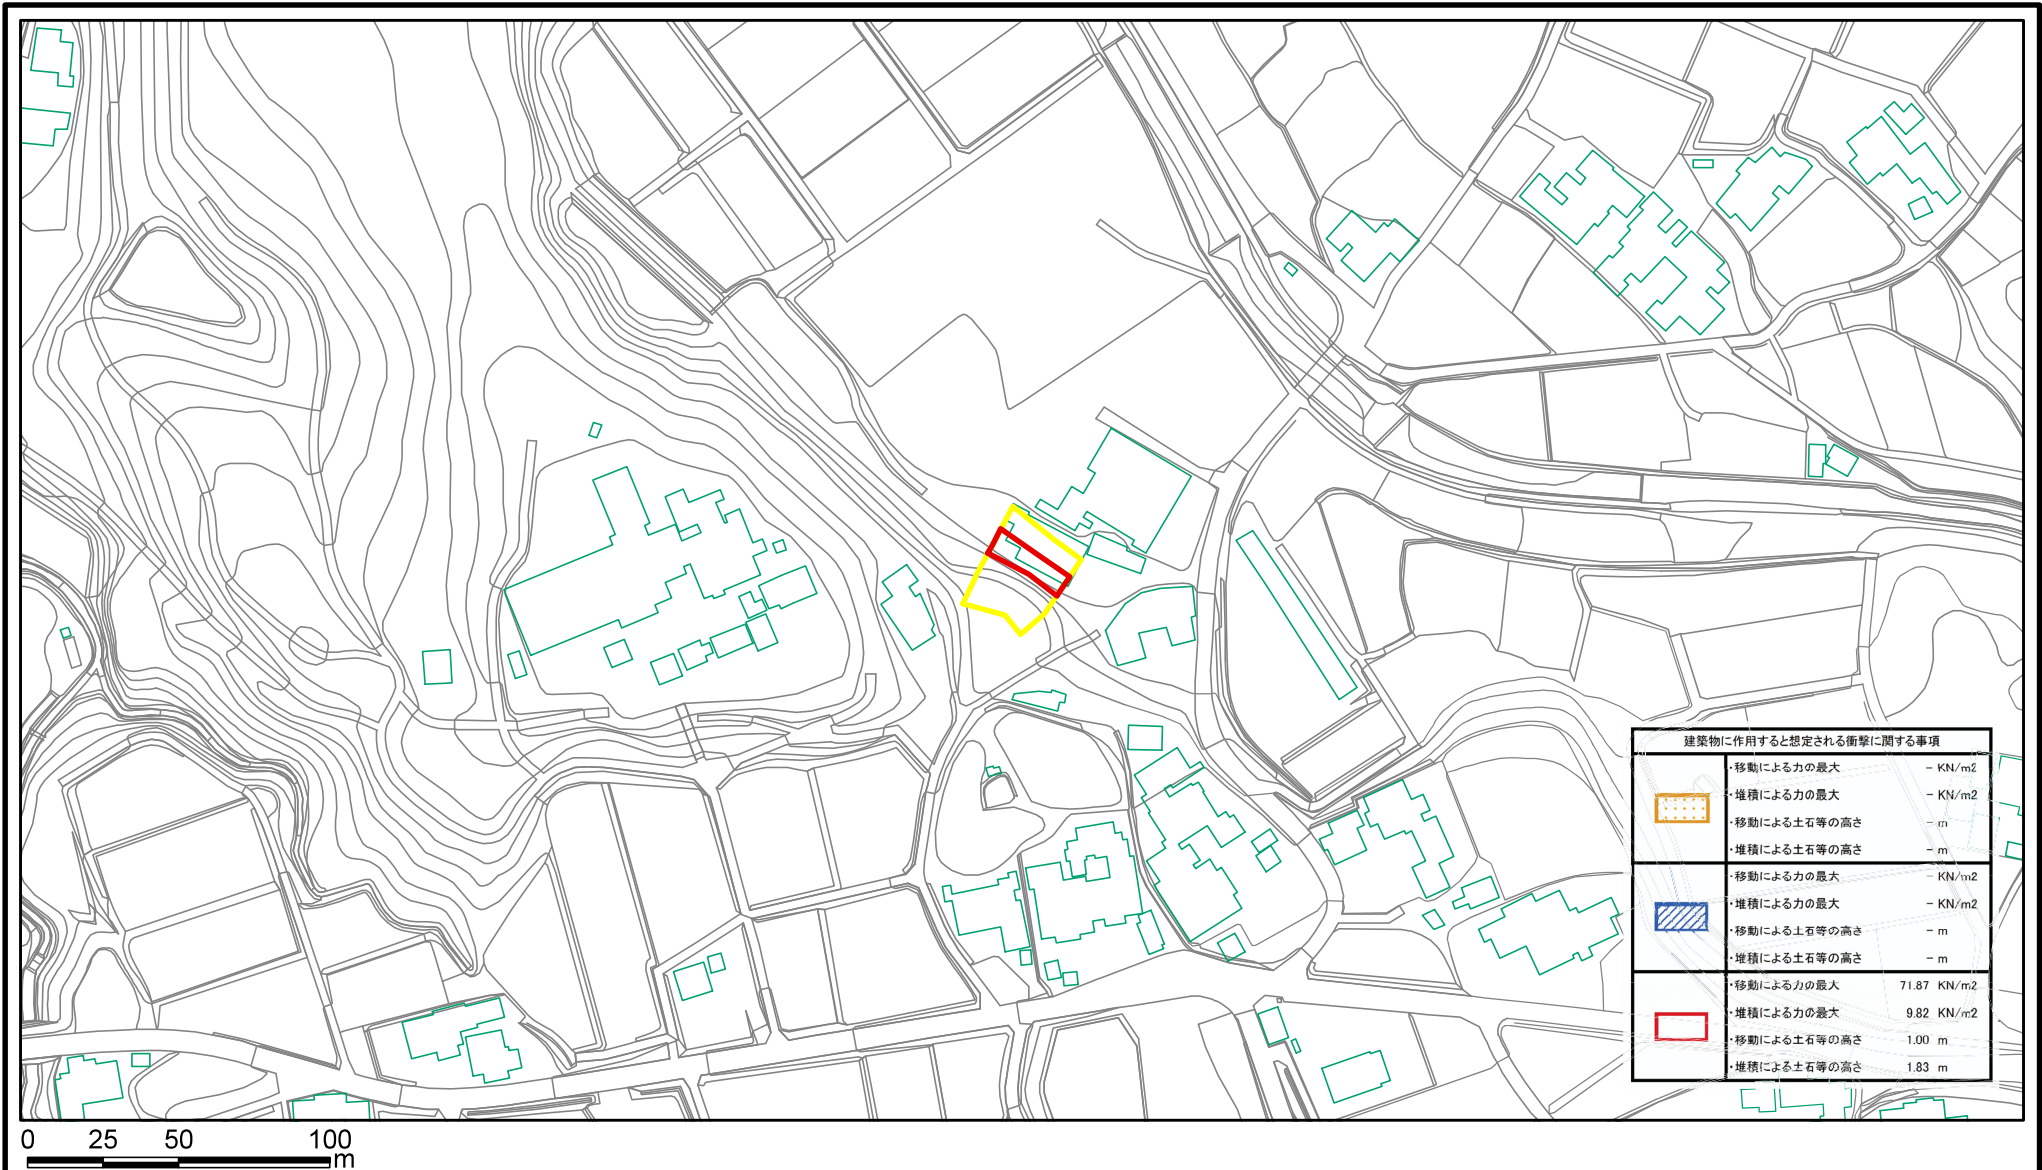 建築物に作用すると想定される衝撃に関する事項
・移動による力の最大 － KN/m2
・堆積による力の最大 － KN/m2
・移動による土石等の高さ － m
・堆積による土石等の高さ － m
・移動による力の最大 － KN/m2
・堆積による力の最大 － KN/m2
・移動による土石等の高さ － m
・堆積による土石等の高さ － m
・移動による力の最大 71.87 KN/m2
・堆積による力の最大 9.82 KN/m2
・移動による土石等の高さ 1.00 m
・堆積による土石等の高さ 1.83 m
0 25 50 100
m